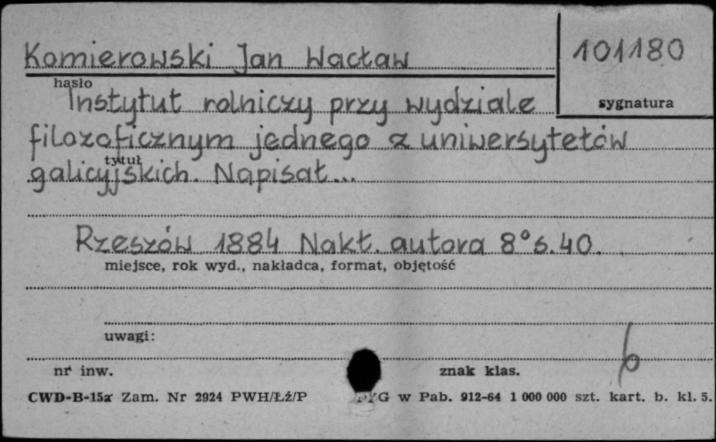 Komierowski Jan Wacław
101180
hasło
sygnatura
Instytut rolniczy przy wydziale
filozoficznym jednego z uniwersytetów
tytuł
galicyjskich. Napisał...
Rzeszów 1884 Nakł. autora 8° s. 40.
miejsce, rok wyd., nakładca, format, objętość
uwagi:
6
nr inw.
znak klas.
CWD-B-15a Zam. Nr 2924 PWH/Łź/P
w Pab. 912-64 1 000 000 szt. kart. b. kl. 5.